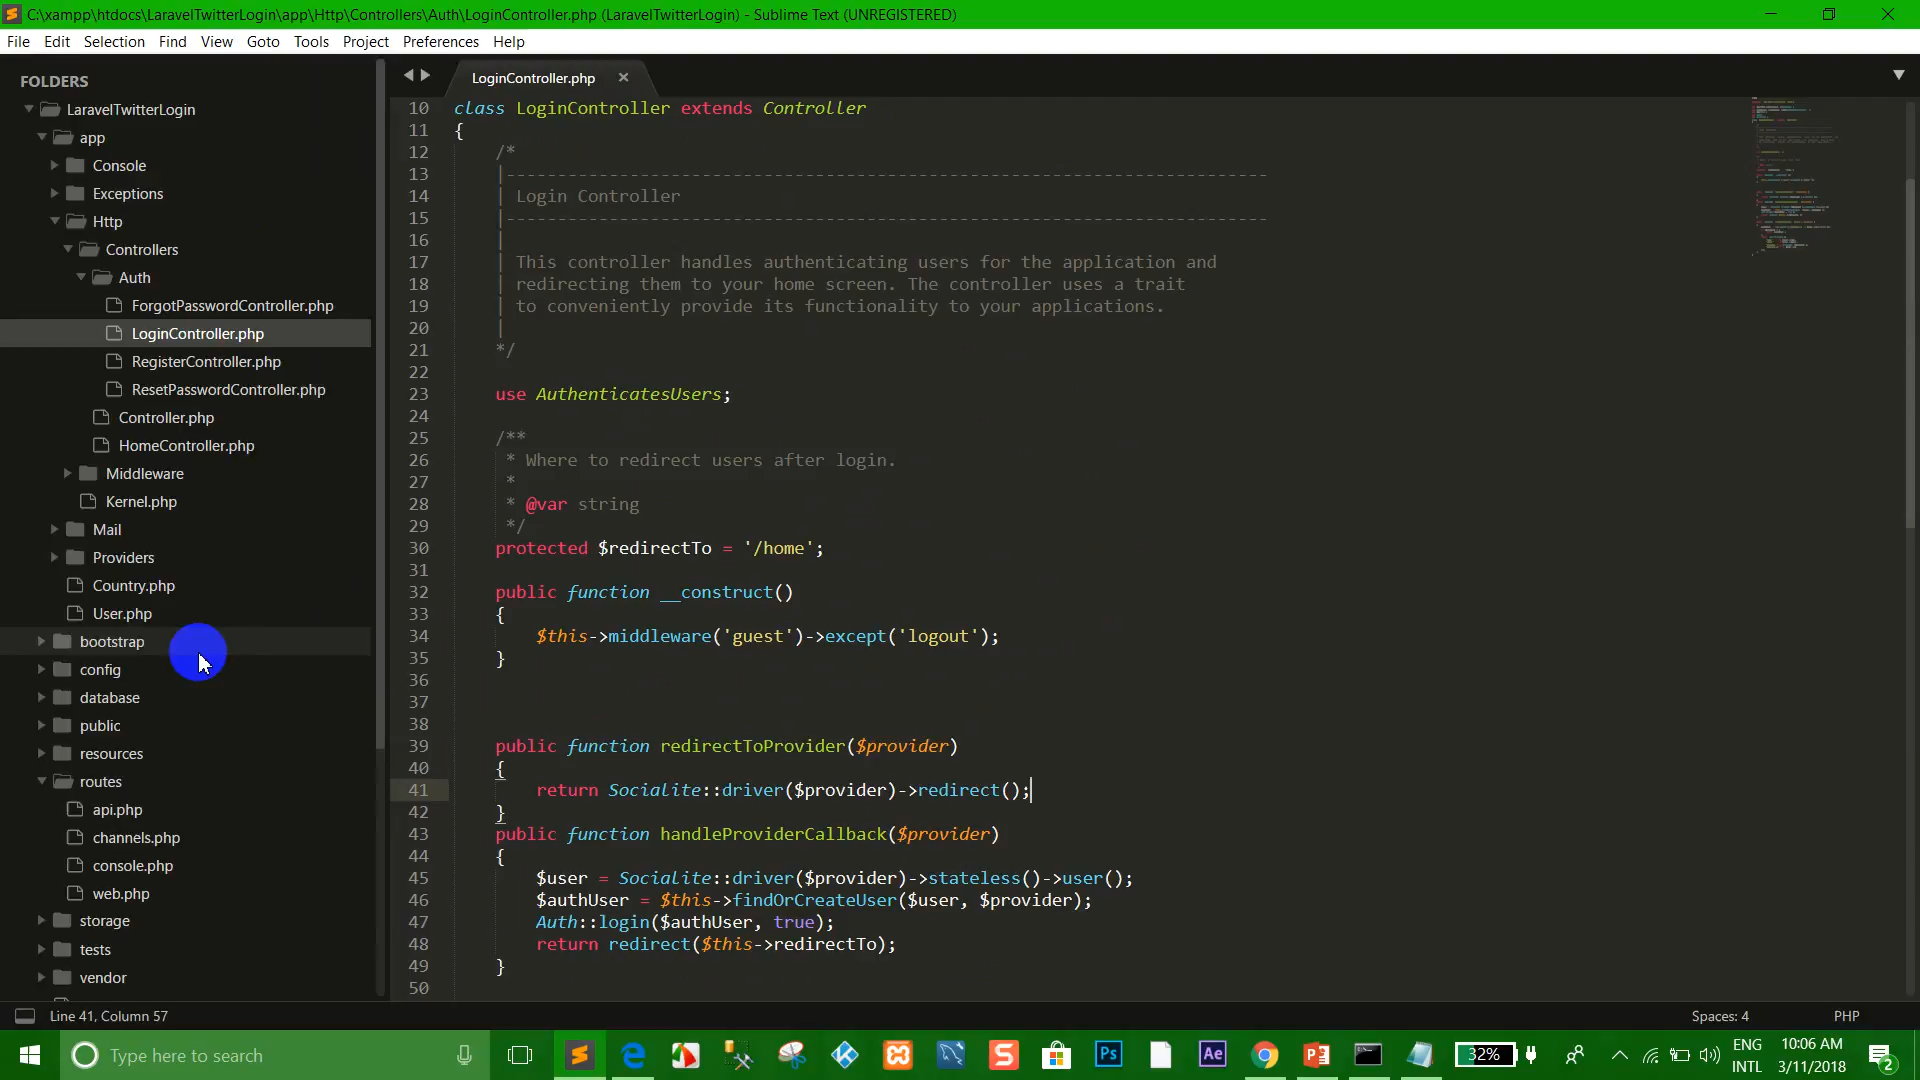 C:\xampp\htdocs\LaravelTwitterLogin\app\Http\Controllers\Auth\LoginController.php (LaravelTwitterLogin) - Sublime Text (UNREGISTERED)
File Edit Selection Find View Goto Tools Project Preferences Help
FOLDERS
LaravelTwitterLogin
app
Console
Exceptions
Http
Controllers
Auth
ForgotPasswordController.php
LoginController.php
RegisterController.php
ResetPasswordController.php
Controller.php
HomeController.php
Middleware
Kernel.php
Mail
Providers
Country.php
User.php
bootstrap
config
database
public
resources
routes
api.php
channels.php
console.php
web.php
storage
tests
vendor
LoginController.php ×
10 class LoginController extends Controller
11 {
12 /*
13 |--------------------------------------------------------------------------
14 | Login Controller
15 |--------------------------------------------------------------------------
16 |
17 | This controller handles authenticating users for the application and
18 | redirecting them to your home screen. The controller uses a trait
19 | to conveniently provide its functionality to your applications.
20 |
21 */
22
23 use AuthenticatesUsers;
24
25 /**
26 * Where to redirect users after login.
27 *
28 * @var string
29 */
30 protected $redirectTo = '/home';
31
32 public function __construct()
33 {
34 $this->middleware('guest')->except('logout');
35 }
36
37
38
39 public function redirectToProvider($provider)
40 {
41 return Socialite::driver($provider)->redirect();
42 }
43 public function handleProviderCallback($provider)
44 {
45 $user = Socialite::driver($provider)->stateless()->user();
46 $authUser = $this->findOrCreateUser($user, $provider);
47 Auth::login($authUser, true);
48 return redirect($this->redirectTo);
49 }
50
Line 41, Column 57
Spaces: 4 PHP
Type here to search
Ps
Ae
32%
ENG
INTL
10:06 AM
3/11/2018
2